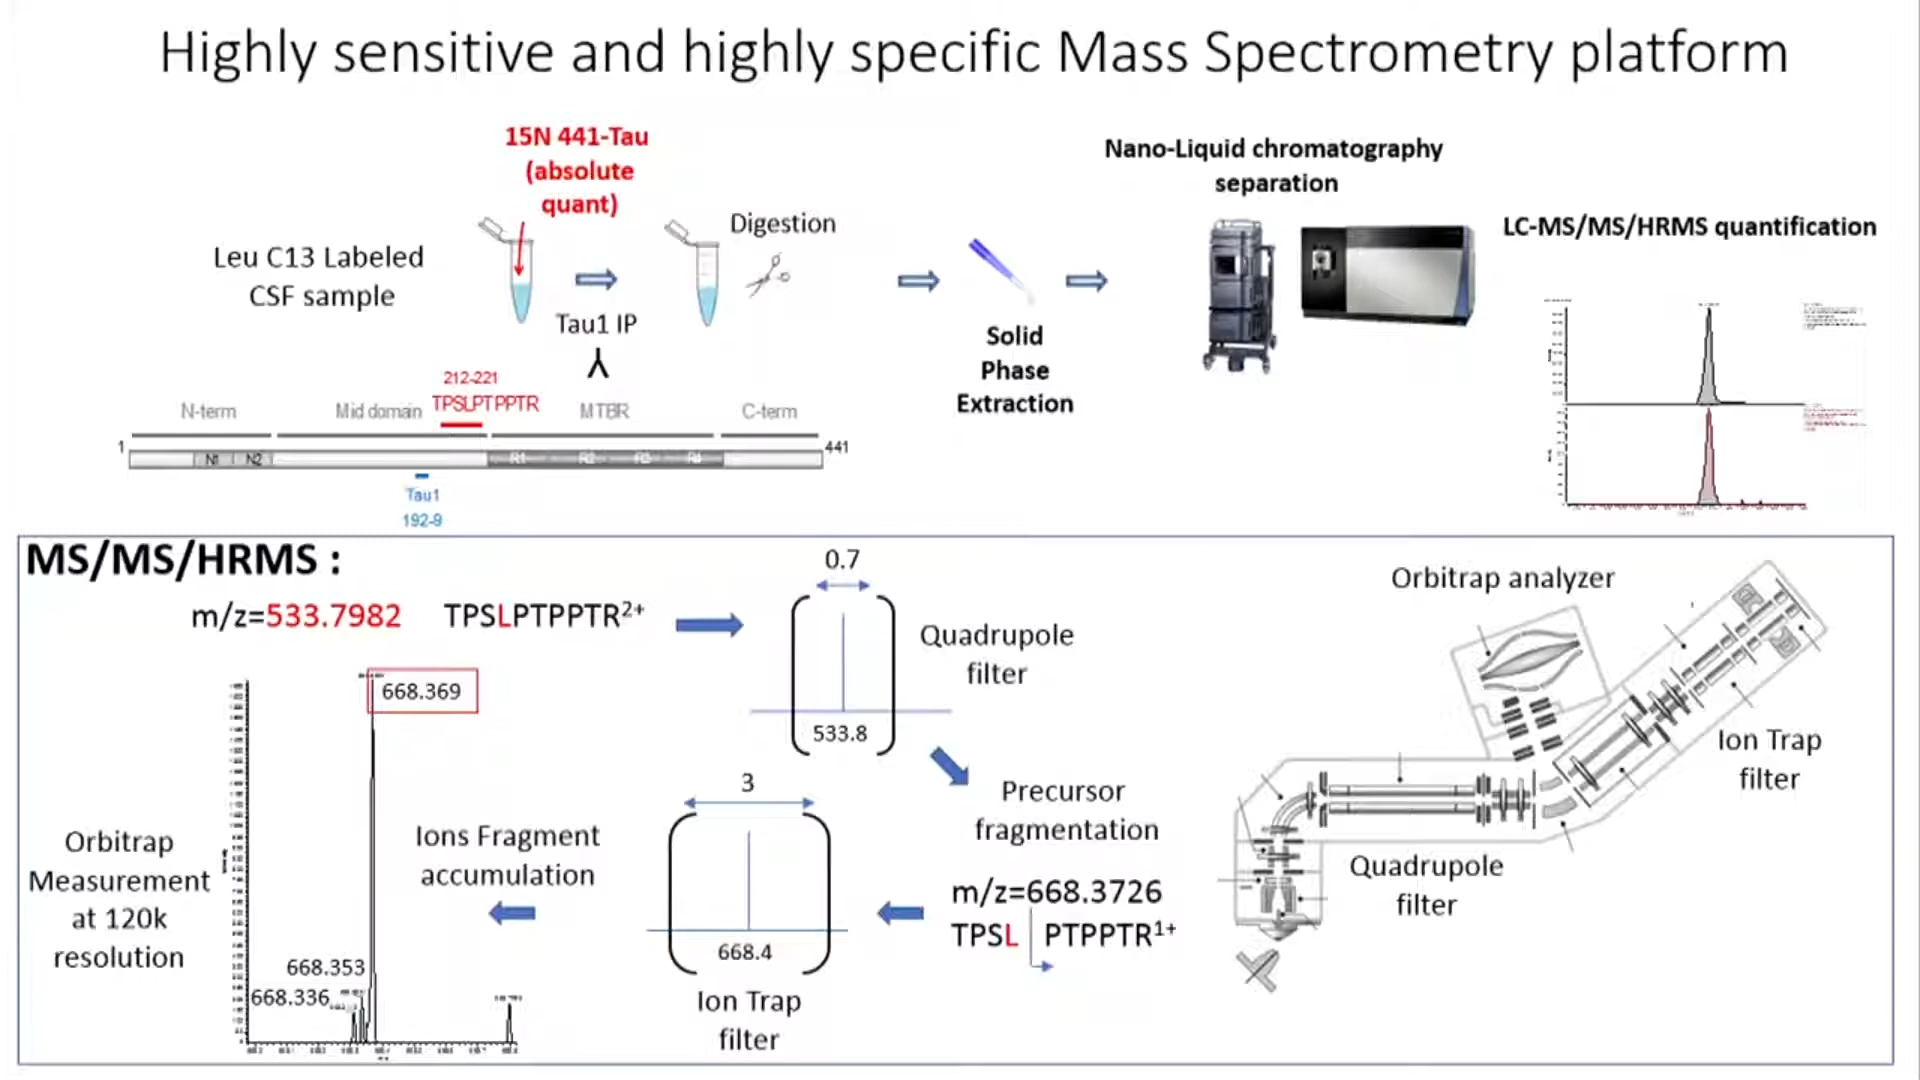 Highly sensitive and highly specific Mass Spectrometry platform
15N 441-Tau
(absolute
quant)
Leu C13 Labeled
CSF sample
Tau1 IP
Digestion
Solid
Phase
Extraction
Nano-Liquid chromatography
separation
LC-MS/MS/HRMS quantification
212-221
TPSLPTPPTR
N-term
Mid domain
MTBR
C-term
1
441
N1
N2
R1
R2
R3
R4
Tau1
192-9
MS/MS/HRMS :
m/z=533.7982
TPSLPTPPTR2+
0.7
533.8
Quadrupole
filter
Precursor
fragmentation
m/z=668.3726
TPSL PTPPTR1+
3
668.4
Ion Trap
filter
Ions Fragment
accumulation
Orbitrap
Measurement
at 120k
resolution
668.369
668.353
668.336
Orbitrap analyzer
Ion Trap
filter
Quadrupole
filter